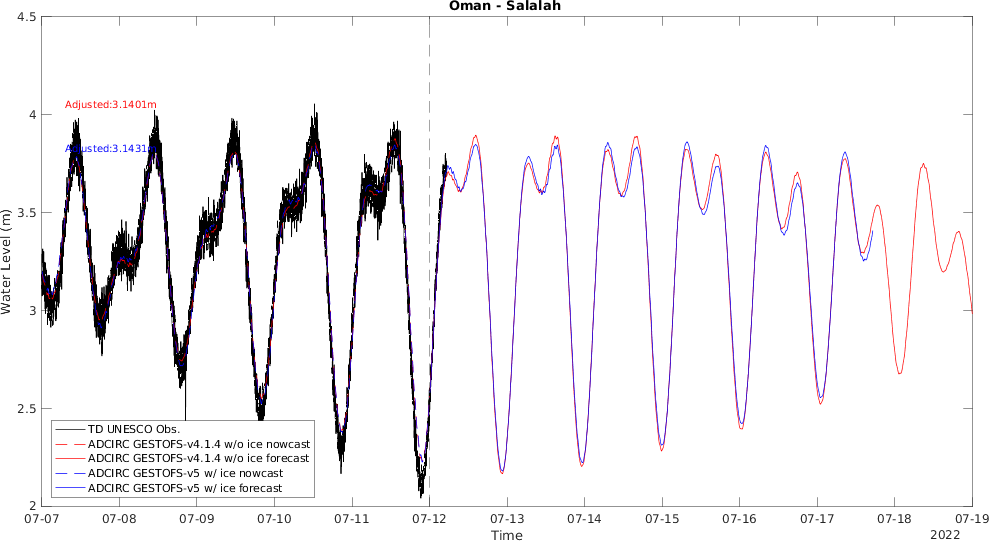 Oman - Salalah
4.5
4
3.5
3
2.5
2
Water Level (m)
Adjusted:3.1401m
Adjusted:3.1431m
TD UNESCO Obs.
ADCIRC GESTOFS-v4.1.4 w/o ice nowcast
ADCIRC GESTOFS-v4.1.4 w/o ice forecast
ADCIRC GESTOFS-v5 w/ ice nowcast
ADCIRC GESTOFS-v5 w/ ice forecast
07-07 07-08 07-09 07-10 07-11 07-12 07-13 07-14 07-15 07-16 07-17 07-18 07-19
Time
2022